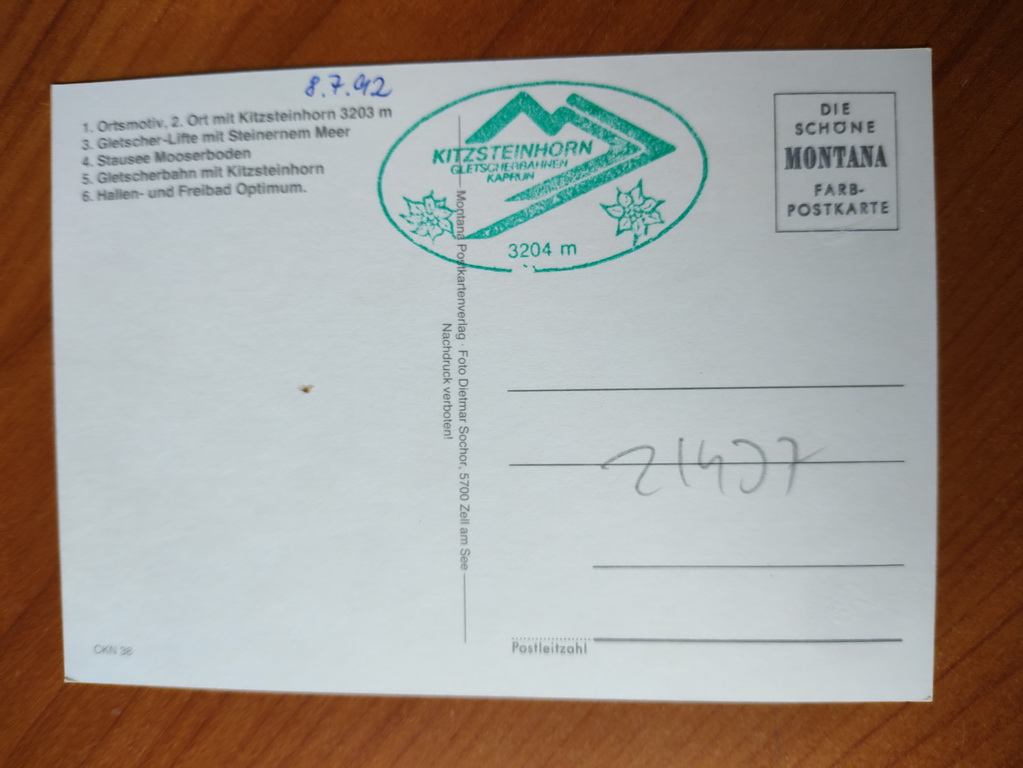 8.7.92
1. Ortsmotiv, 2. Ort mit Kitzsteinhorn 3203 m
3. Gletscher-Lifte mit Steinernem Meer
4. Stausee Mooserboden
5. Gletscherbahn mit Kitzsteinhorn
6. Hallen- und Freibad Optimum.
KITZSTEINHORN
GLETSCHERBAHNEN
KAPRUN
3204 m
DIE
SCHÖNE
MONTANA
FARB-
POSTKARTE
Montana Postkartenverlag · Foto Dietmar Sochor, 5700 Zell am See
Nachdruck verboten!
21407
CKN 38
Postleitzahl